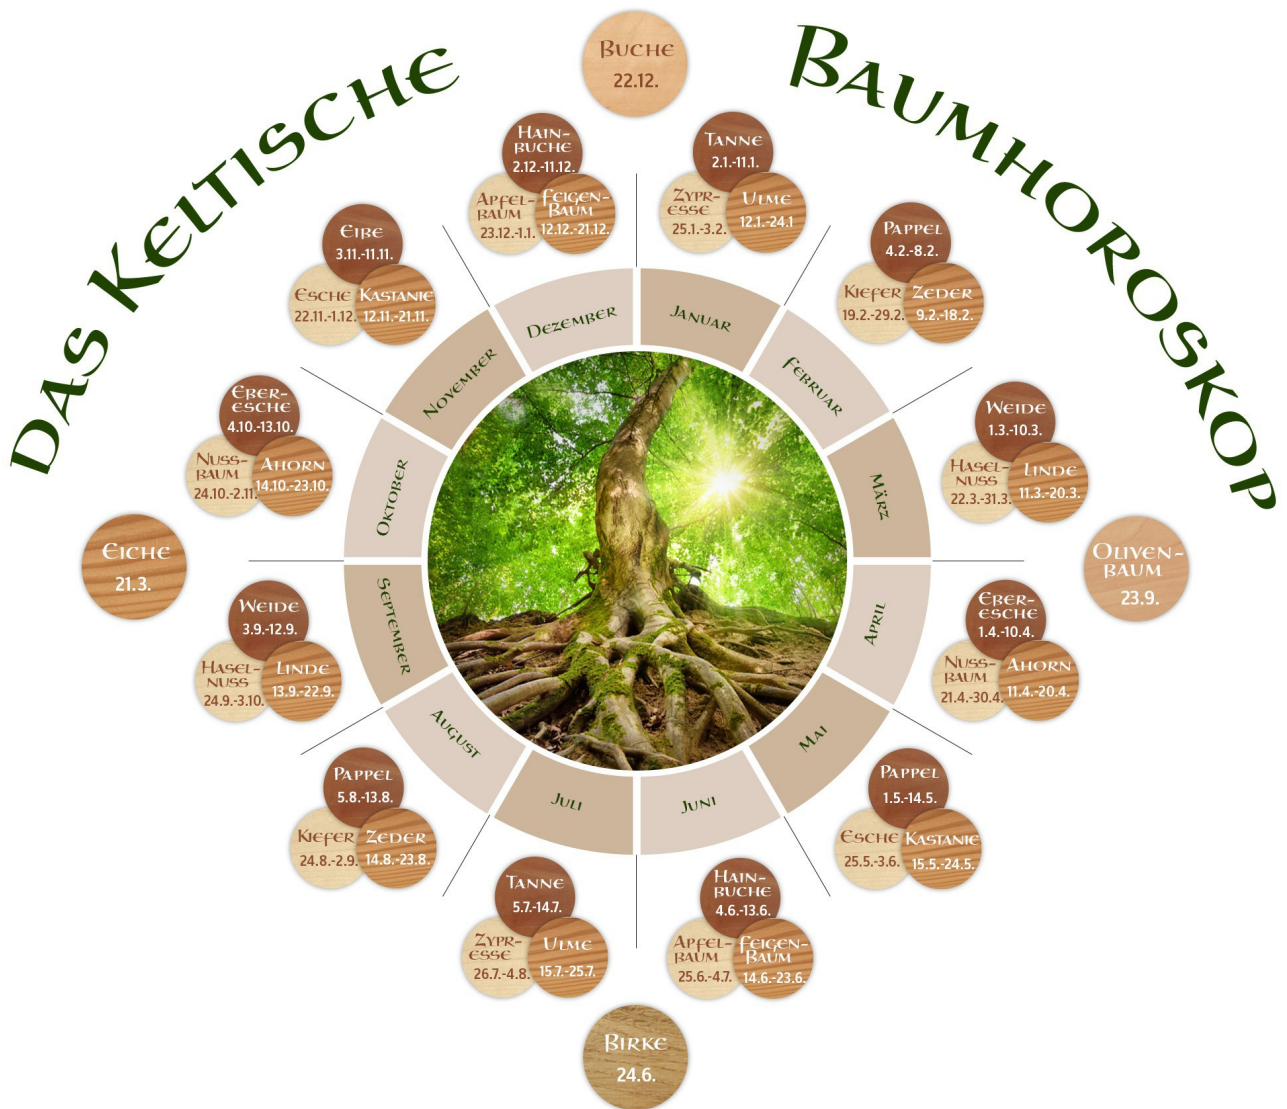 Das Keltische
Baumhoroskop
Buche
22.12.
Tanne
2.1.-11.1.
Zypr-
esse
25.1.-3.2.
Ulme
12.1.-24.1
Pappel
4.2.-8.2.
Kiefer
19.2.-29.2.
Zeder
9.2.-18.2.
Weide
1.3.-10.3.
Hasel-
nuss
22.3.-31.3.
Linde
11.3.-20.3.
Oliven-
baum
23.9.
Eber-
esche
1.4.-10.4.
Nuss-
baum
21.4.-30.4.
Ahorn
11.4.-20.4.
Pappel
1.5.-14.5.
Esche
25.5.-3.6.
Kastanie
15.5.-24.5.
Hain-
buche
4.6.-13.6.
Apfel-
baum
25.6.-4.7.
Feigen-
baum
14.6.-23.6.
Birke
24.6.
Tanne
5.7.-14.7.
Zypr-
esse
26.7.-4.8.
Ulme
15.7.-25.7.
Pappel
5.8.-13.8.
Kiefer
24.8.-2.9.
Zeder
14.8.-23.8.
Weide
3.9.-12.9.
Hasel-
nuss
24.9.-3.10.
Linde
13.9.-22.9.
Eiche
21.3.
Eber-
esche
4.10.-13.10.
Nuss-
baum
24.10.-2.11.
Ahorn
14.10.-23.10.
Eibe
3.11.-11.11.
Esche
22.11.-1.12.
Kastanie
12.11.-21.11.
Hain-
buche
2.12.-11.12.
Apfel-
baum
23.12.-1.1.
Feigen-
baum
12.12.-21.12.
Januar
Februar
März
April
Mai
Juni
Juli
August
September
Oktober
November
Dezember